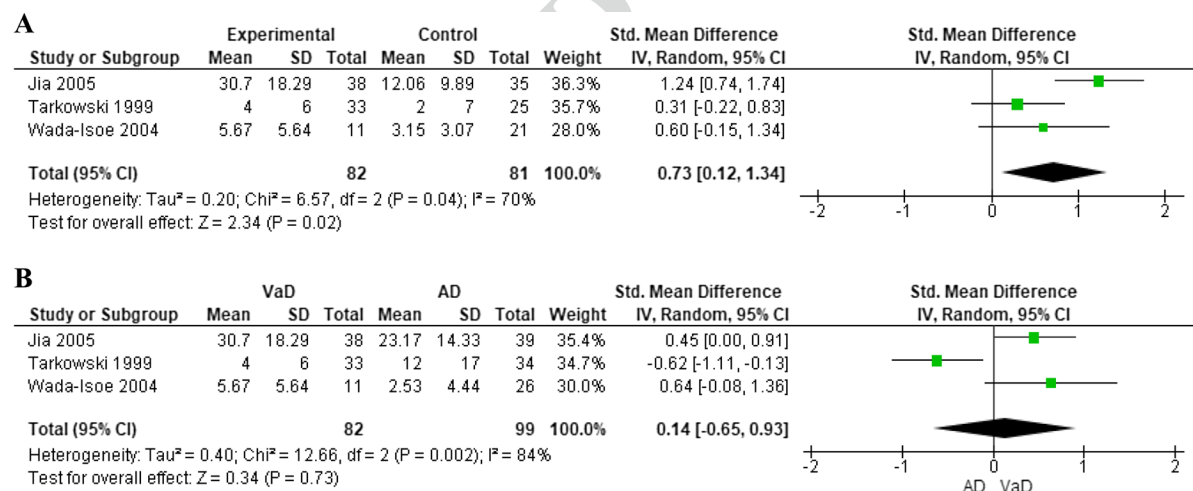 A
Experimental Control Std. Mean Difference Std. Mean Difference
Study or Subgroup Mean SD Total Mean SD Total Weight IV, Random, 95% CI IV, Random, 95% CI
Jia 2005 30.7 18.29 38 12.06 9.89 35 36.3% 1.24 [0.74, 1.74]
Tarkowski 1999 4 6 33 2 7 25 35.7% 0.31 [-0.22, 0.83]
Wada-Isoe 2004 5.67 5.64 11 3.15 3.07 21 28.0% 0.60 [-0.15, 1.34]
Total (95% CI) 82 81 100.0% 0.73 [0.12, 1.34]
Heterogeneity: Tau² = 0.20; Chi² = 6.57, df = 2 (P = 0.04); I² = 70%
Test for overall effect: Z = 2.34 (P = 0.02)
-2 -1 0 1 2
B
VaD AD Std. Mean Difference Std. Mean Difference
Study or Subgroup Mean SD Total Mean SD Total Weight IV, Random, 95% CI IV, Random, 95% CI
Jia 2005 30.7 18.29 38 23.17 14.33 39 35.4% 0.45 [0.00, 0.91]
Tarkowski 1999 4 6 33 12 17 34 34.7% -0.62 [-1.11, -0.13]
Wada-Isoe 2004 5.67 5.64 11 2.53 4.44 26 30.0% 0.64 [-0.08, 1.36]
Total (95% CI) 82 99 100.0% 0.14 [-0.65, 0.93]
Heterogeneity: Tau² = 0.40; Chi² = 12.66, df = 2 (P = 0.002); I² = 84%
Test for overall effect: Z = 0.34 (P = 0.73)
-2 -1 0 1 2
AD VaD